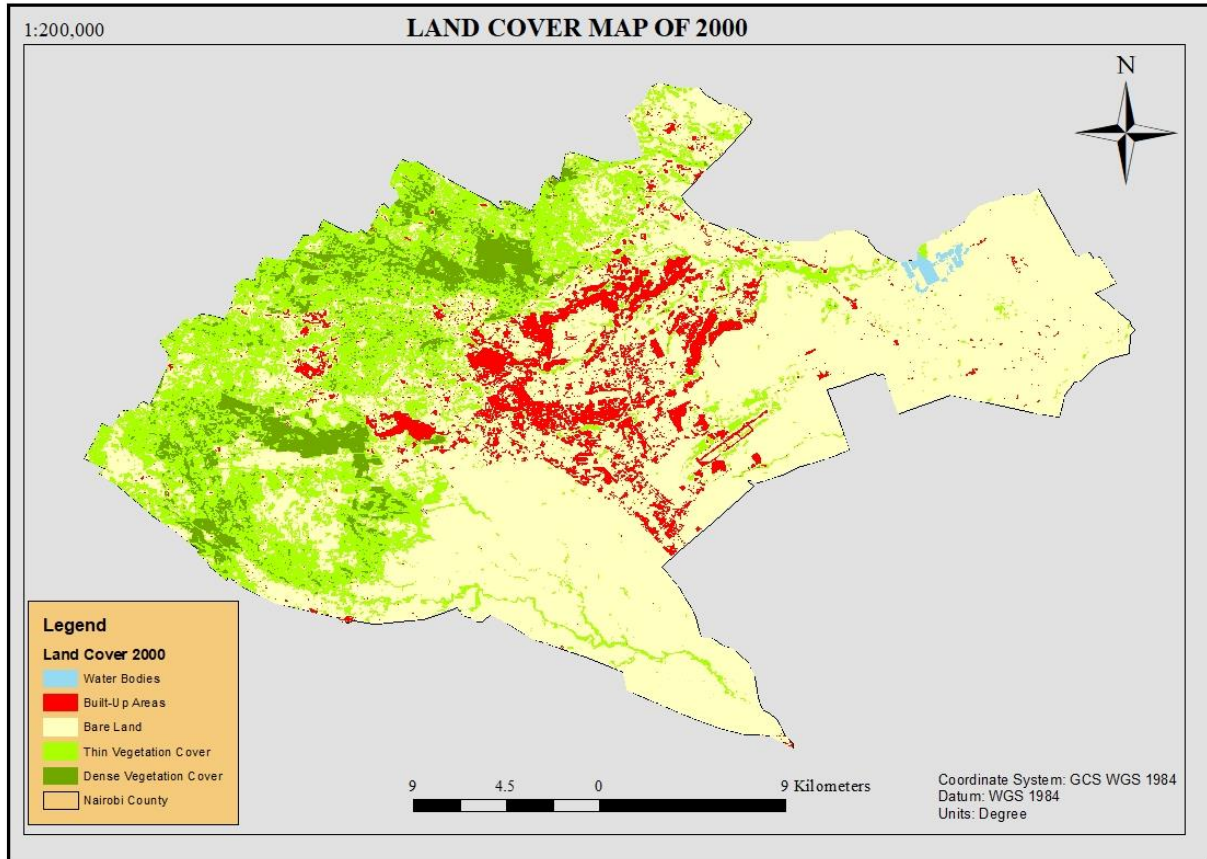 1:200,000
LAND COVER MAP OF 2000
N
Legend
Land Cover 2000
Water Bodies
Built-Up Areas
Bare Land
Thin Vegetation Cover
Dense Vegetation Cover
Nairobi County
9 4.5 0 9 Kilometers
Coordinate System: GCS WGS 1984
Datum: WGS 1984
Units: Degree